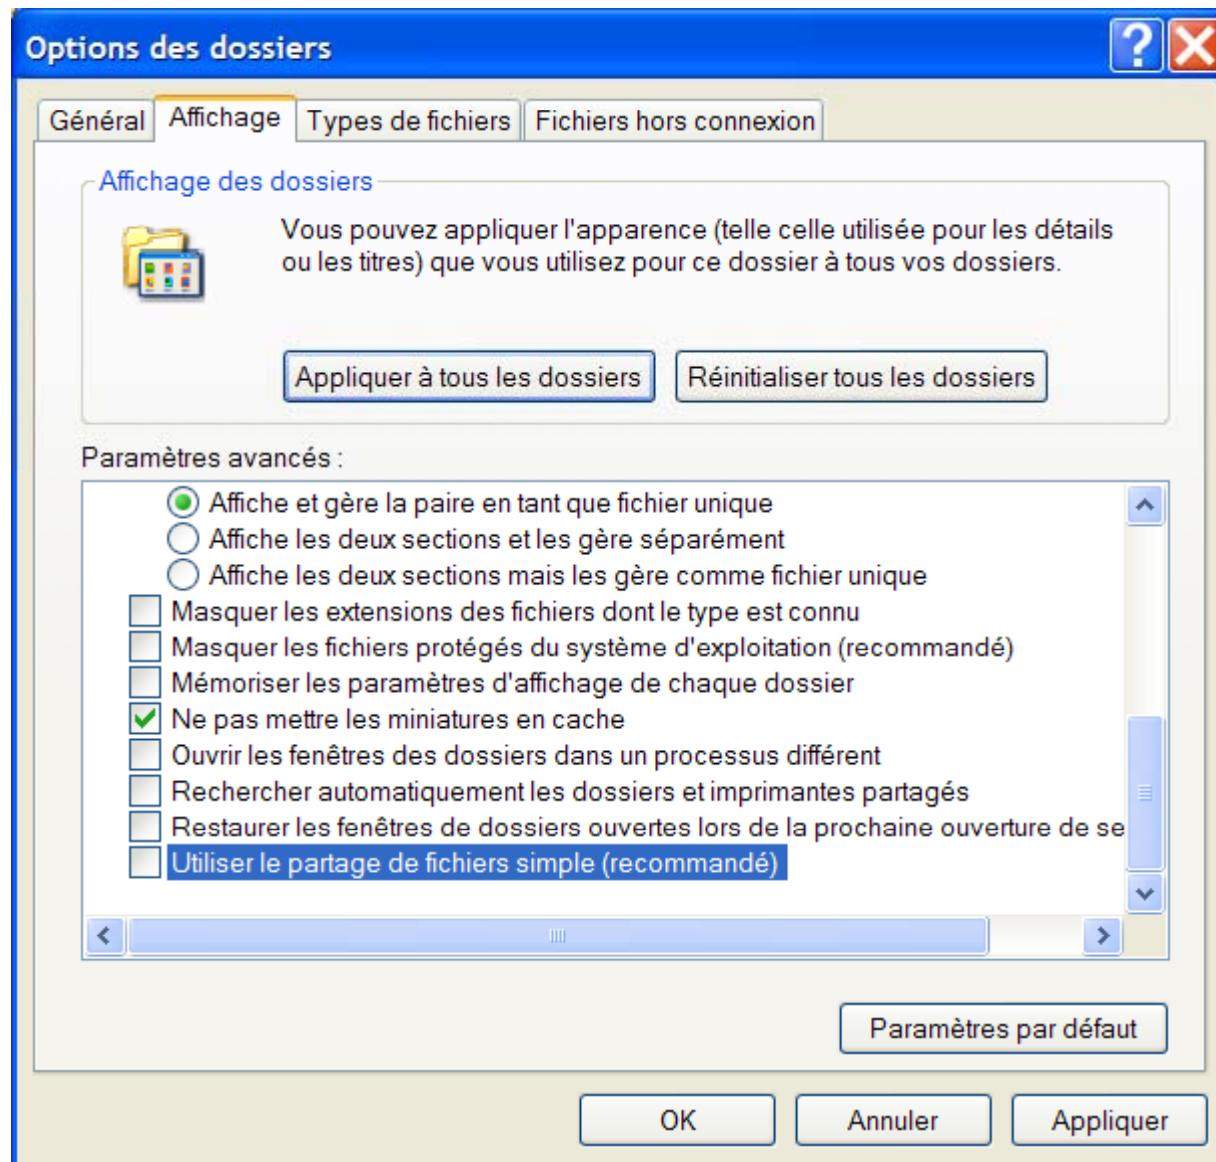 Options des dossiers
Général
Affichage
Types de fichiers
Fichiers hors connexion
Affichage des dossiers
Vous pouvez appliquer l'apparence (telle celle utilisée pour les détails
ou les titres) que vous utilisez pour ce dossier à tous vos dossiers.
Appliquer à tous les dossiers
Réinitialiser tous les dossiers
Paramètres avancés :
Affiche et gère la paire en tant que fichier unique
Affiche les deux sections et les gère séparément
Affiche les deux sections mais les gère comme fichier unique
Masquer les extensions des fichiers dont le type est connu
Masquer les fichiers protégés du système d'exploitation (recommandé)
Mémoriser les paramètres d'affichage de chaque dossier
Ne pas mettre les miniatures en cache
Ouvrir les fenêtres des dossiers dans un processus différent
Rechercher automatiquement les dossiers et imprimantes partagés
Restaurer les fenêtres de dossiers ouvertes lors de la prochaine ouverture de se
Utiliser le partage de fichiers simple (recommandé)
Paramètres par défaut
OK
Annuler
Appliquer